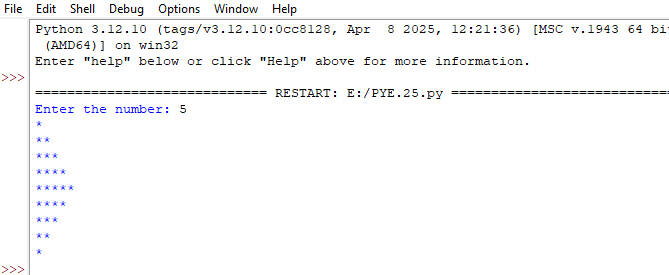 File Edit Shell Debug Options Window Help
Python 3.12.10 (tags/v3.12.10:0cc8128, Apr  8 2025, 12:21:36) [MSC v.1943 64 bi
 (AMD64)] on win32
Enter "help" below or click "Help" above for more information.
>>>
============================= RESTART: E:/PYE.25.py ============================
Enter the number: 5
*
**
***
****
*****
****
***
**
*
>>>